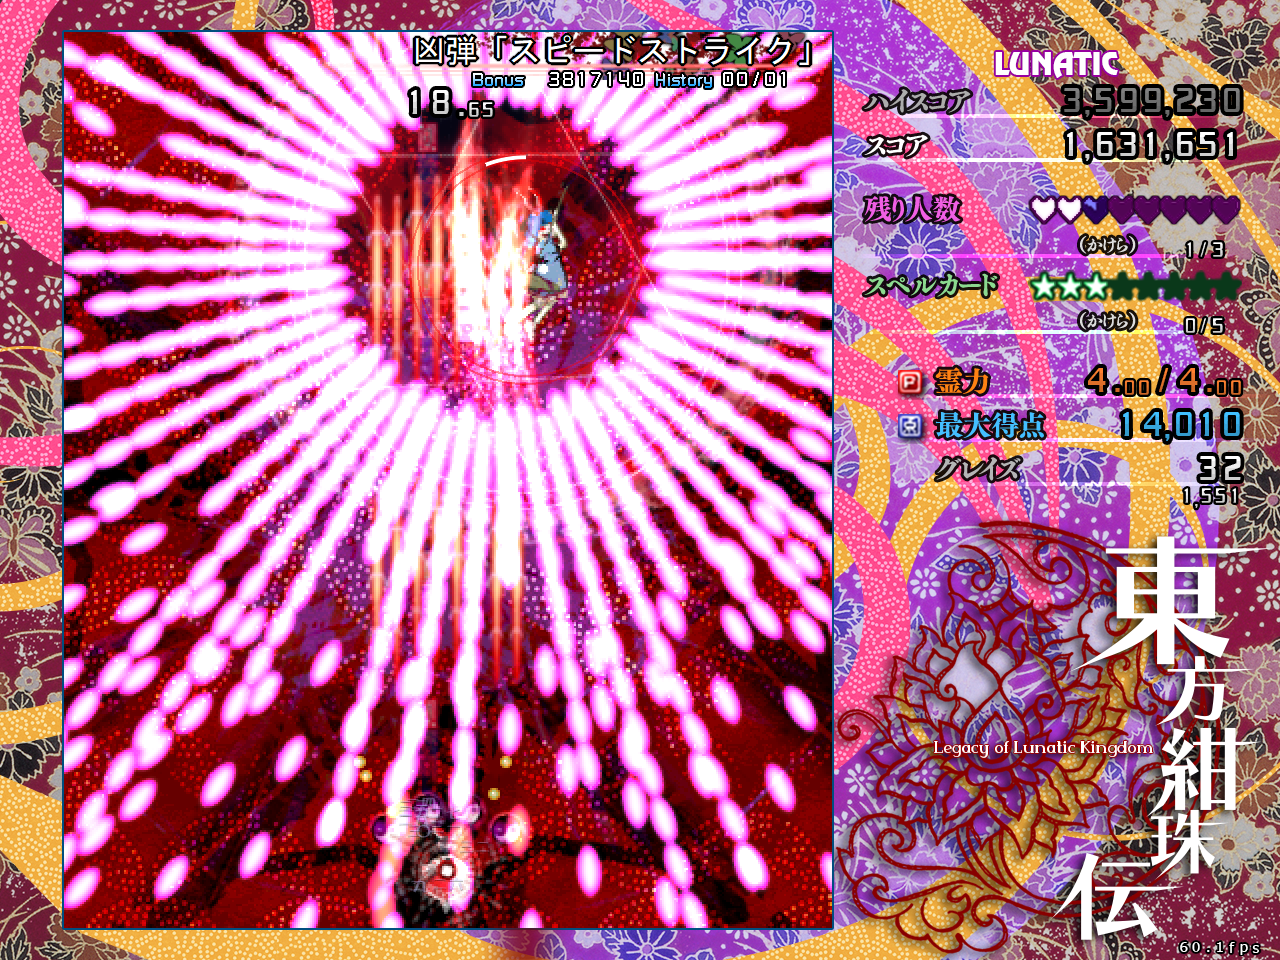 凶弾「スピードストライク」
Bonus 3817140 History 00/01
18.65
LUNATIC
ハイスコア 3,599,230
スコア 1,631,651
残り人数
(かけら) 1/3
スペルカード
(かけら) 0/5
P 霊力 4.00/4.00
最大得点 14,010
グレイズ 32
1,551
東方紺珠伝
Legacy of Lunatic Kingdom
60.1fps